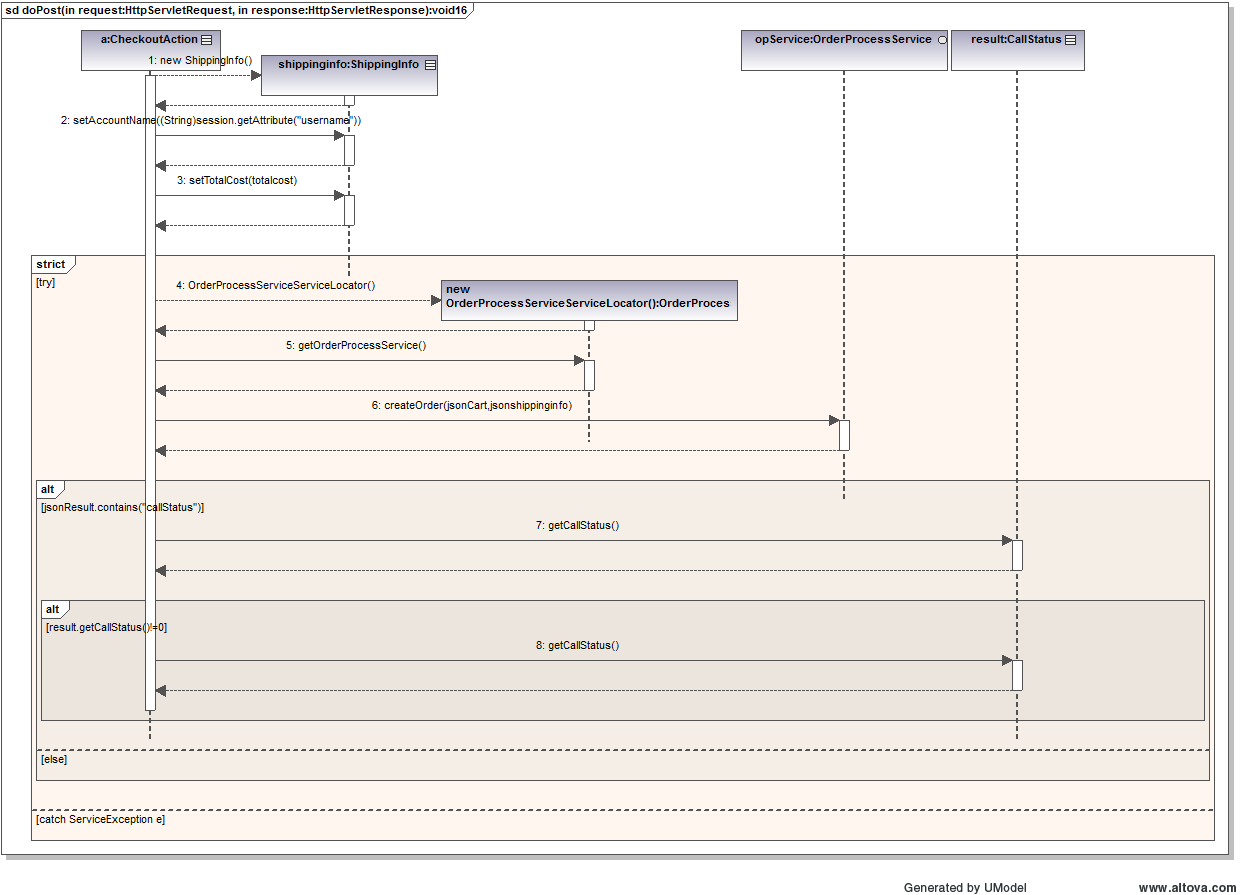 sd doPost(in request:HttpServletRequest, in response:HttpServletResponse):void16
a:CheckoutAction
opService:OrderProcessService
result:CallStatus
1: new ShippingInfo()
shippinginfo:ShippingInfo
2: setAccountName((String)session.getAttribute("username"))
3: setTotalCost(totalcost)
strict
[try]
4: OrderProcessServiceServiceLocator()
new
OrderProcessServiceServiceLocator():OrderProces
5: getOrderProcessService()
6: createOrder(jsonCart,jsonshippinginfo)
alt
[jsonResult.contains("callStatus")]
7: getCallStatus()
alt
[result.getCallStatus()!=0]
8: getCallStatus()
[else]
[catch ServiceException e]
Generated by UModel
www.altova.com